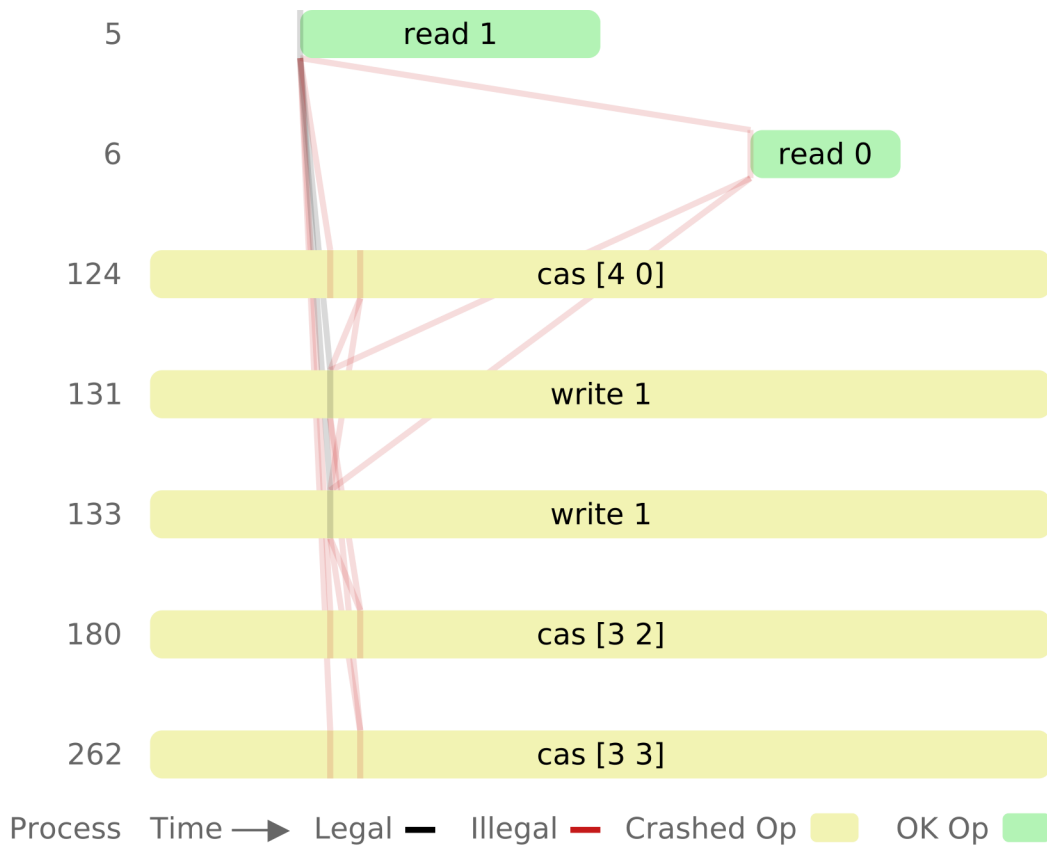 5 read 1
6 read 0
124 cas [4 0]
131 write 1
133 write 1
180 cas [3 2]
262 cas [3 3]
Process Time Legal Illegal Crashed Op OK Op